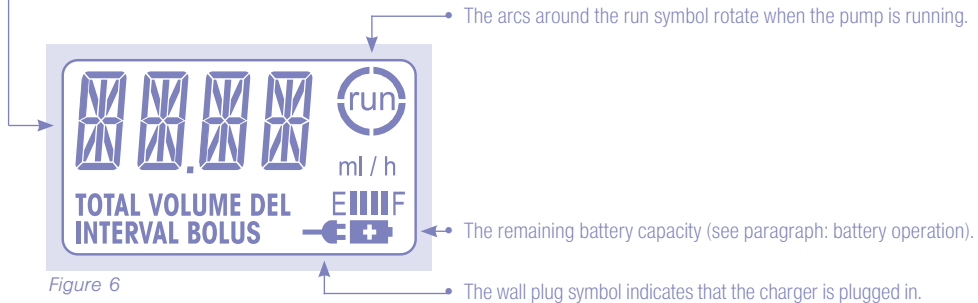 • The arcs around the run symbol rotate when the pump is running.
run
ml / h
TOTAL VOLUME DEL
E F
INTERVAL BOLUS
• The remaining battery capacity (see paragraph: battery operation).
Figure 6
• The wall plug symbol indicates that the charger is plugged in.